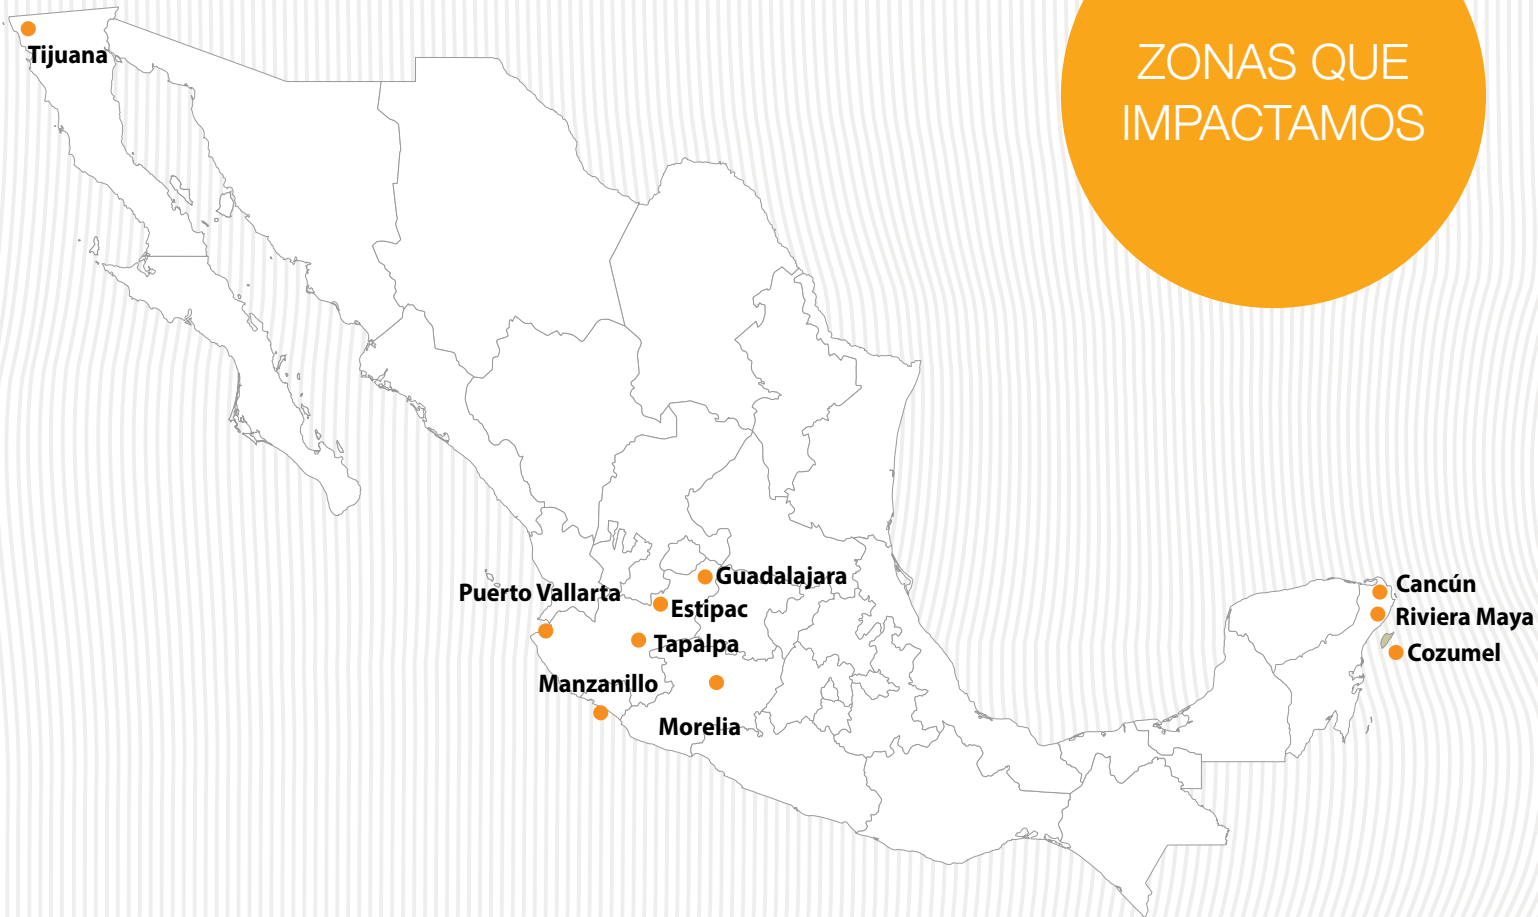 ZONAS QUE
IMPACTAMOS
Tijuana
Guadalajara
Puerto Vallarta
Estipac
Tapalpa
Manzanillo
Morelia
Cancún
Riviera Maya
Cozumel